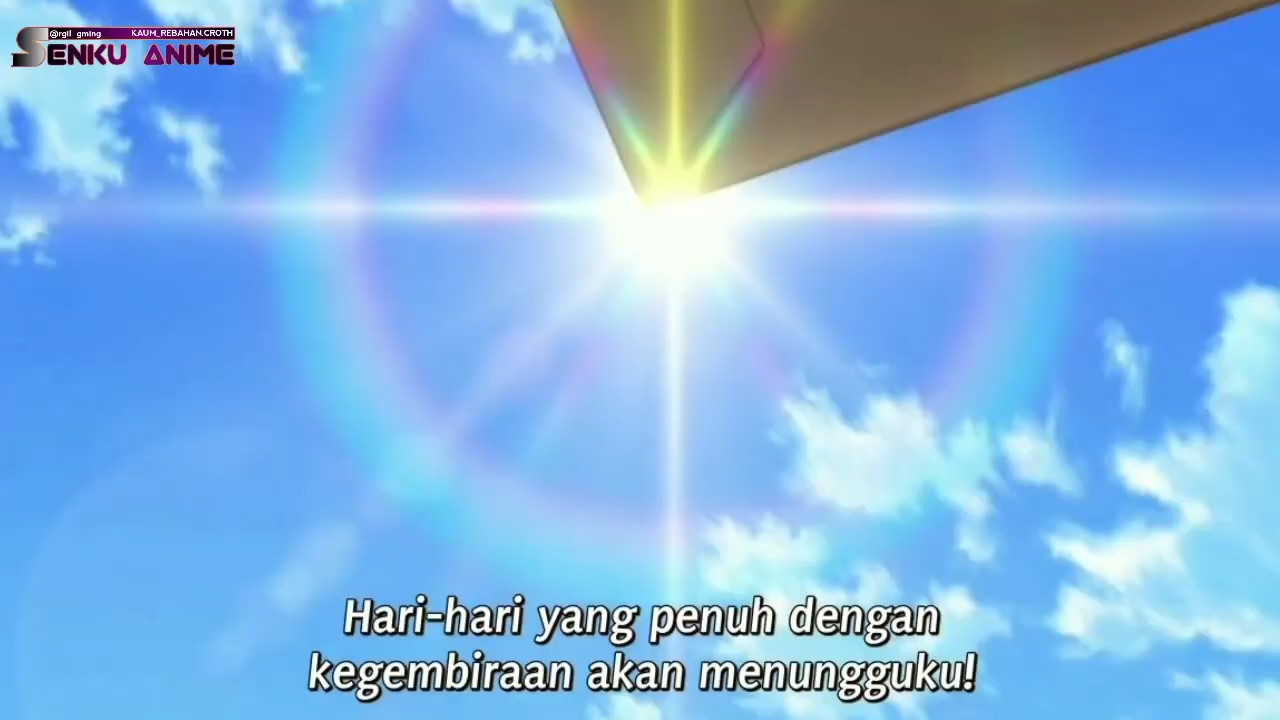 @rgil_gming KAUM_REBAHAN.CROTH
SENKU ANIME
Hari-hari yang penuh dengan
kegembiraan akan menungguku!